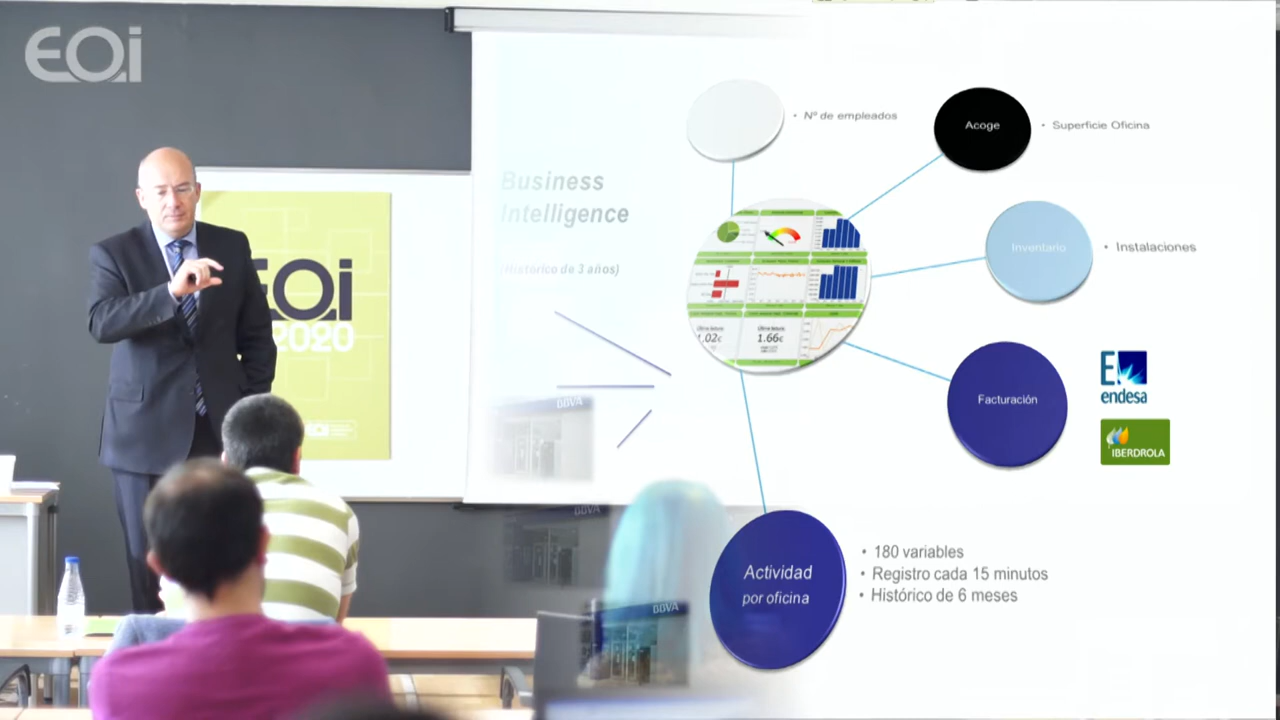 EOi
Nº de empleados
Acoge
• Superficie Oficina
Business
Intelligence
(Histórico de 3 años)
Inventario
• Instalaciones
EOi
2020
1.02€
1.66€
Facturación
endesa
IBERDROLA
BBVA
BBVA
BBVA
EOi
Actividad
por oficina
• 180 variables
• Registro cada 15 minutos
• Histórico de 6 meses